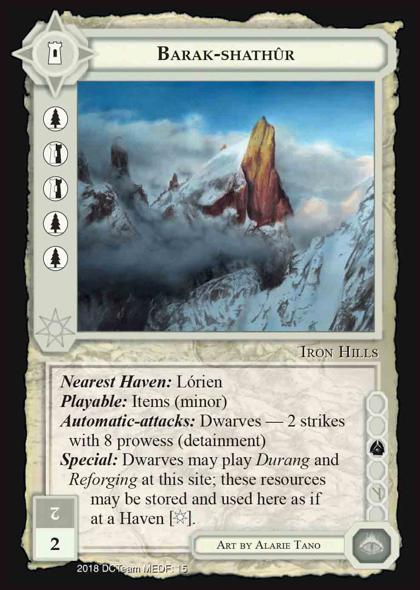 BARAK-SHATHÛR
IRON HILLS
Nearest Haven: Lórien
Playable: Items (minor)
Automatic-attacks: Dwarves — 2 strikes
with 8 prowess (detainment)
Special: Dwarves may play Durang and
Reforging at this site; these resources
may be stored and used here as if
at a Haven [☼].
2
2
ART BY ALARIE TANO
2018 DCTeam MEDF: 15